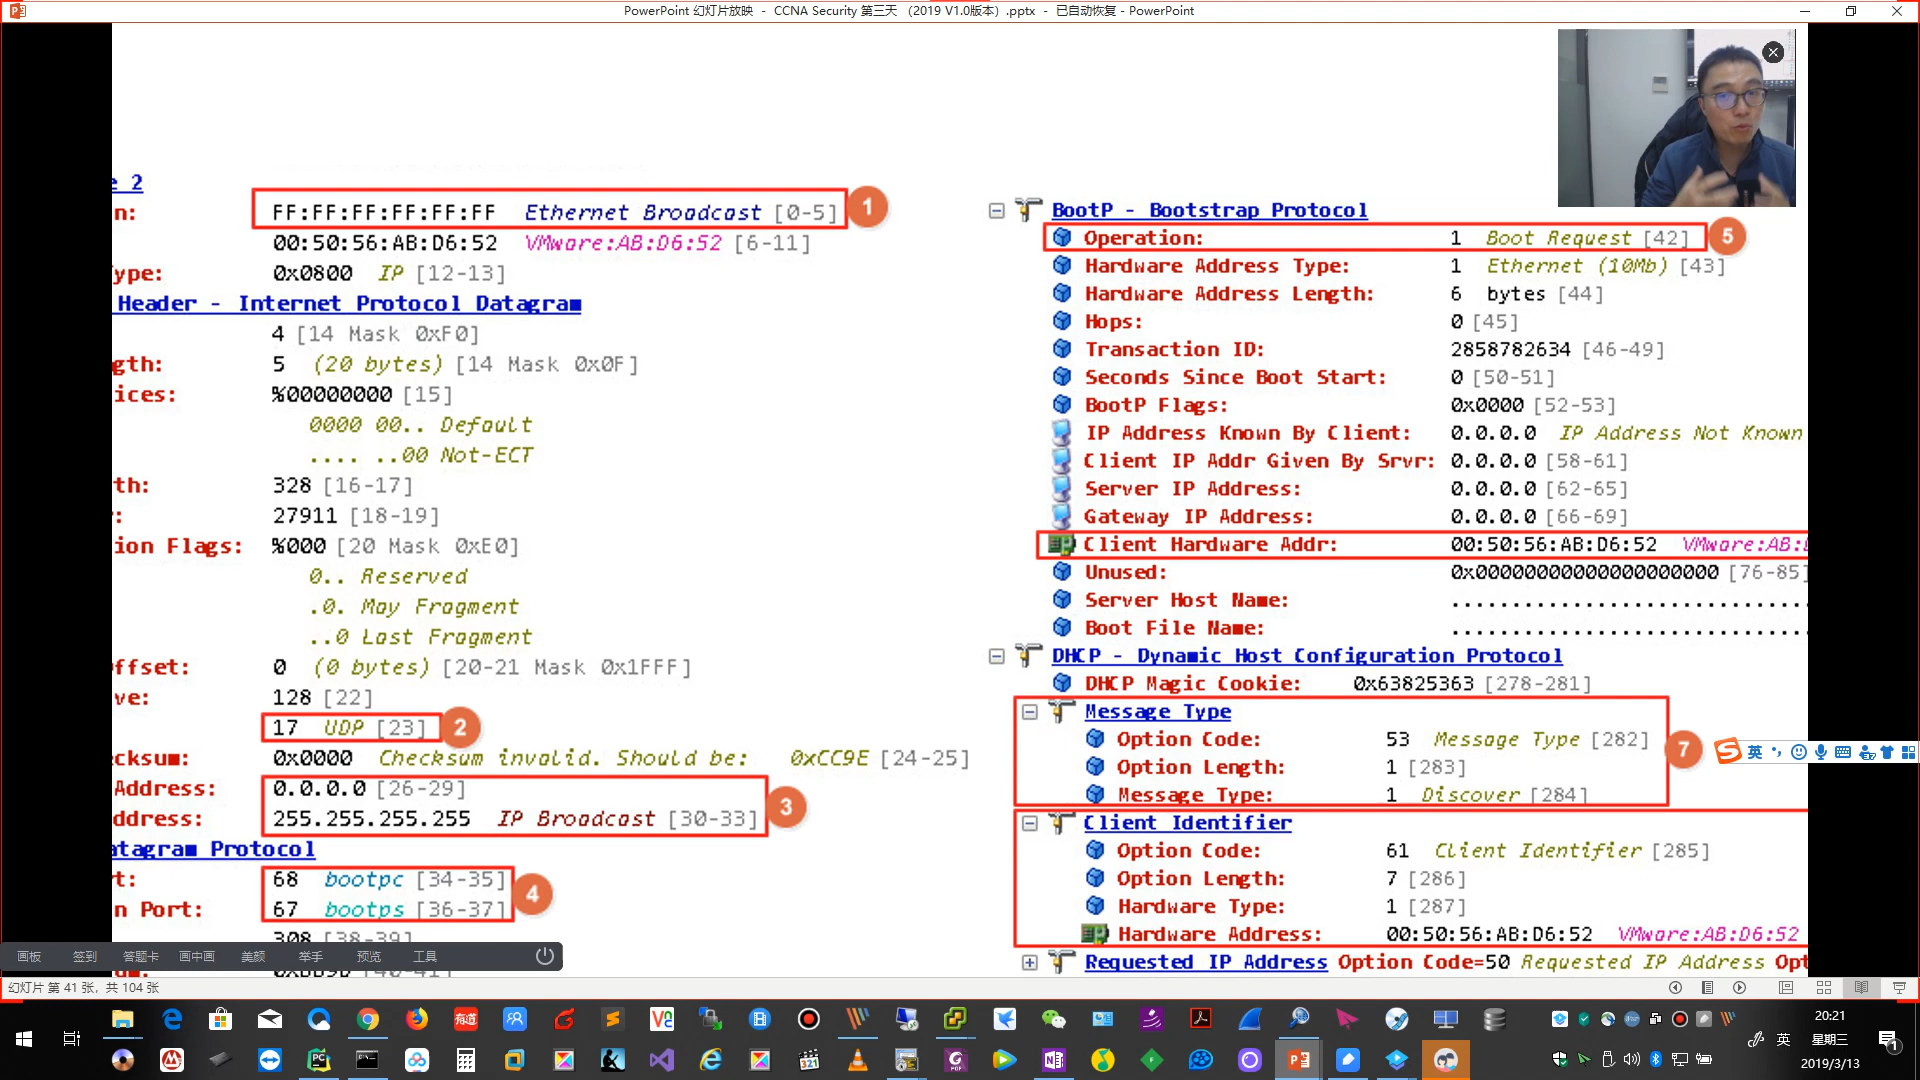 PowerPoint 幻灯片放映 - CCNA Security 第三天 （2019 V1.0版本）.pptx - 已自动恢复 - PowerPoint
e 2
n: FF:FF:FF:FF:FF:FF Ethernet Broadcast [0-5] 1
00:50:56:AB:D6:52 VMware:AB:D6:52 [6-11]
ype: 0x0800 IP [12-13]
Header - Internet Protocol Datagram
4 [14 Mask 0xF0]
gth: 5 (20 bytes) [14 Mask 0x0F]
ices: %00000000 [15]
0000 00.. Default
.... ..00 Not-ECT
th: 328 [16-17]
r: 27911 [18-19]
ion Flags: %000 [20 Mask 0xE0]
0.. Reserved
.0. May Fragment
..0 Last Fragment
ffset: 0 (0 bytes) [20-21 Mask 0x1FFF]
ve: 128 [22]
17 UDP [23] 2
cksum: 0x0000 Checksum invalid. Should be: 0xCC9E [24-25]
Address: 0.0.0.0 [26-29]
ddress: 255.255.255.255 IP Broadcast [30-33] 3
atagram Protocol
t: 68 bootpc [34-35]
n Port: 67 bootps [36-37] 4
308 [38-39]
BootP - Bootstrap Protocol
Operation: 1 Boot Request [42] 5
Hardware Address Type: 1 Ethernet (10Mb) [43]
Hardware Address Length: 6 bytes [44]
Hops: 0 [45]
Transaction ID: 2858782634 [46-49]
Seconds Since Boot Start: 0 [50-51]
BootP Flags: 0x0000 [52-53]
IP Address Known By Client: 0.0.0.0 IP Address Not Known
Client IP Addr Given By Srvr: 0.0.0.0 [58-61]
Server IP Address: 0.0.0.0 [62-65]
Gateway IP Address: 0.0.0.0 [66-69]
Client Hardware Addr: 00:50:56:AB:D6:52 VMware:AB:D
Unused: 0x00000000000000000000 [76-85]
Server Host Name: ...............................
Boot File Name: ...............................
DHCP - Dynamic Host Configuration Protocol
DHCP Magic Cookie: 0x63825363 [278-281]
Message Type
Option Code: 53 Message Type [282]
Option Length: 1 [283]
Message Type: 1 Discover [284]
7
Client Identifier
Option Code: 61 Client Identifier [285]
Option Length: 7 [286]
Hardware Type: 1 [287]
Hardware Address: 00:50:56:AB:D6:52 VMware:AB:D6:52
Requested IP Address Option Code=50 Requested IP Address Opt
英
画板 签到 答题卡 画中画 美颜 举手 预览 工具
幻灯片 第 41 张，共 104 张
20:21
英 星期三
2019/3/13